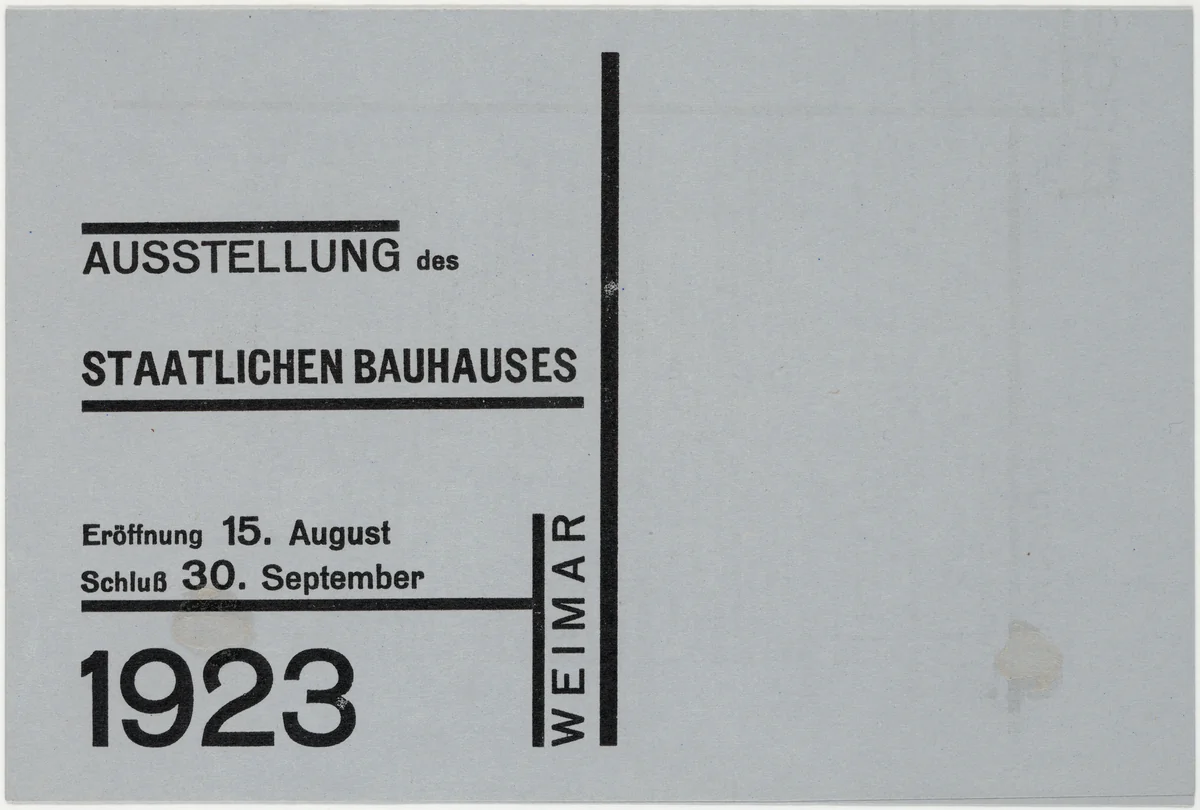 AUSSTELLUNG des
STAATLICHEN BAUHAUSES
Eröffnung 15. August
Schluß 30. September
1923
WEIMAR